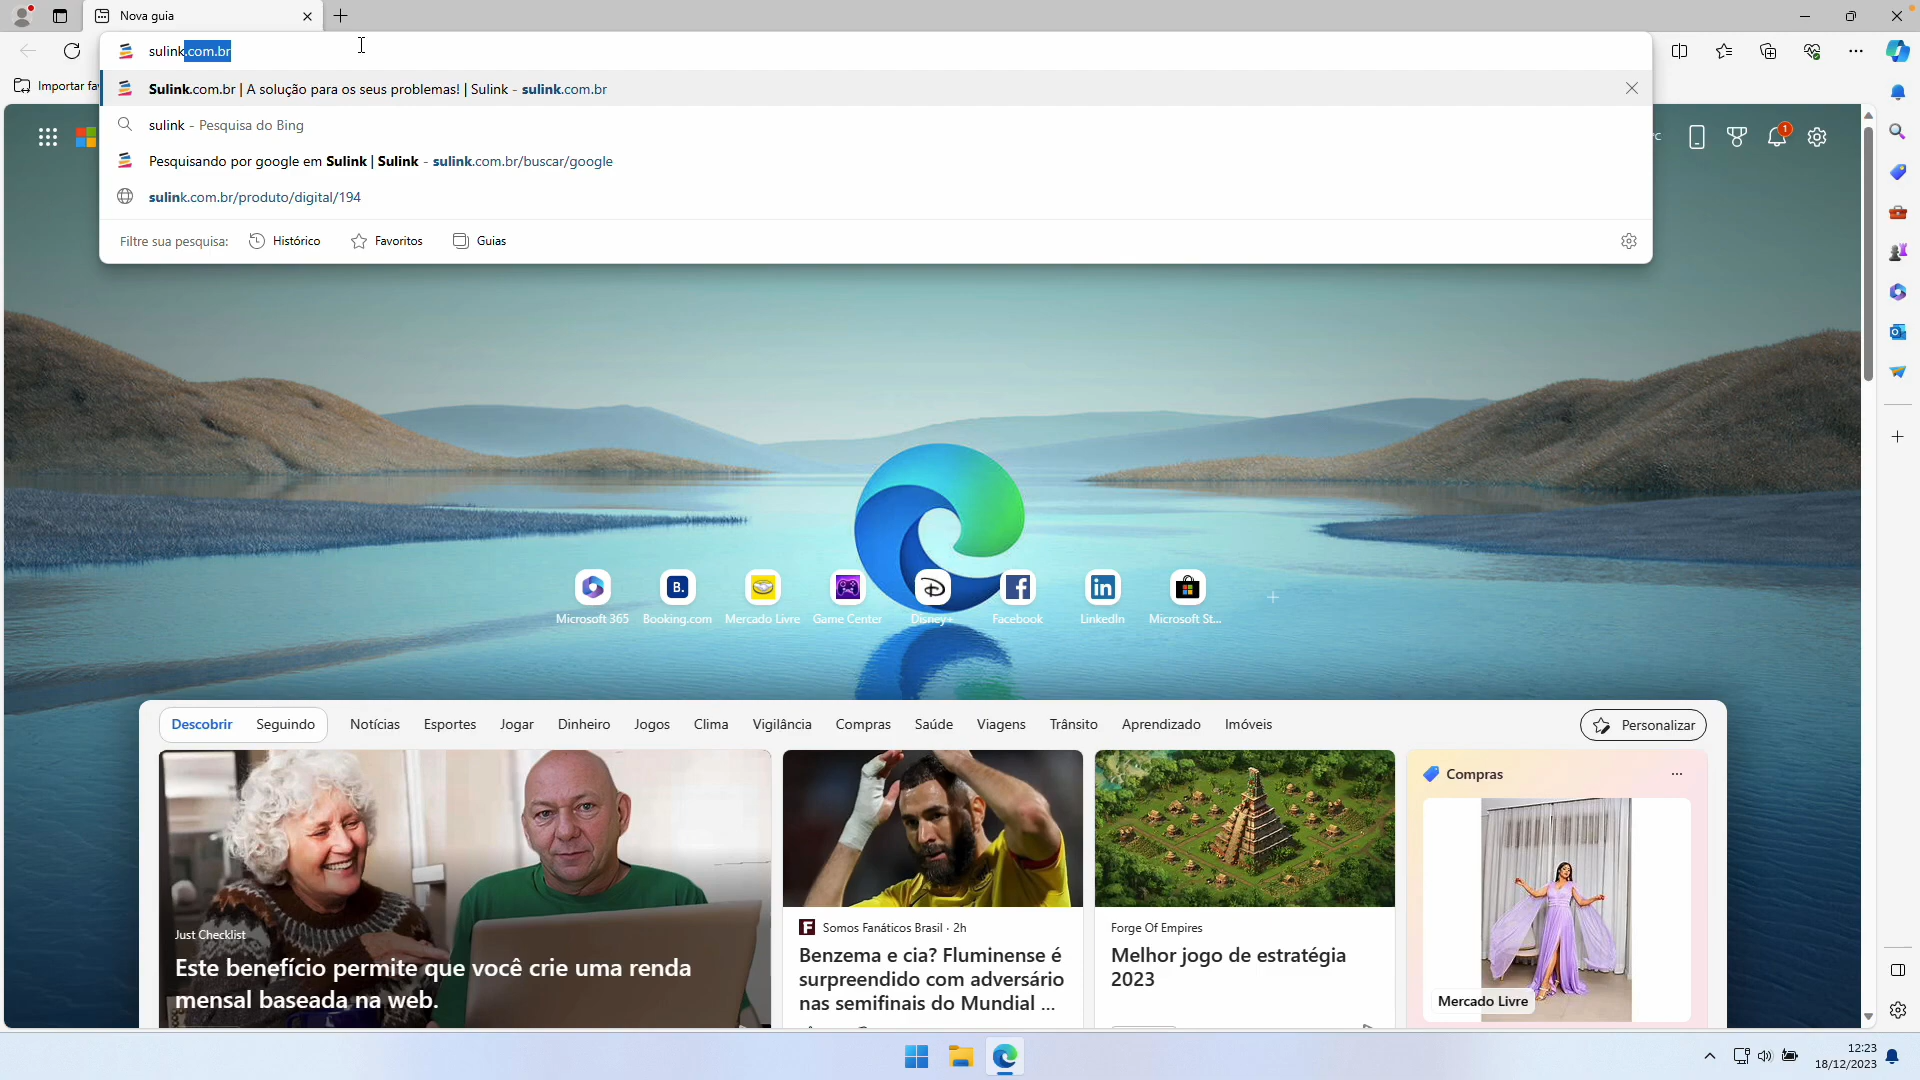 Nova guia
sulink.com.br
Importar fa
Sulink.com.br | A solução para os seus problemas! | Sulink - sulink.com.br
sulink - Pesquisa do Bing
Pesquisando por google em Sulink | Sulink - sulink.com.br/buscar/google
sulink.com.br/produto/digital/194
Filtre sua pesquisa: Histórico Favoritos Guias
°C
1
Microsoft 365 Booking.com Mercado Livre Game Center Disney+ Facebook LinkedIn Microsoft St...
Descobrir Seguindo Notícias Esportes Jogar Dinheiro Jogos Clima Vigilância Compras Saúde Viagens Trânsito Aprendizado Imóveis Personalizar
Just Checklist
Este benefício permite que você crie uma renda
mensal baseada na web.
Somos Fanáticos Brasil · 2h
Benzema e cia? Fluminense é
surpreendido com adversário
nas semifinais do Mundial ...
Forge Of Empires
Melhor jogo de estratégia
2023
Compras
Mercado Livre
12:23
18/12/2023